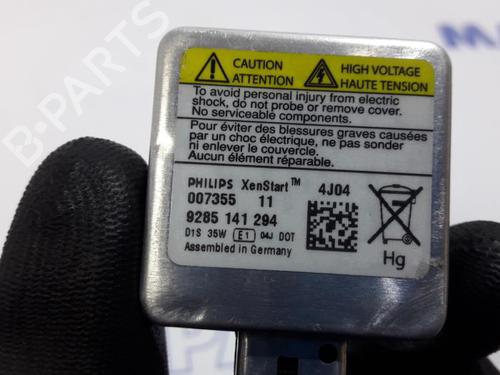 CAUTION
ATTENTION
HIGH VOLTAGE
HAUTE TENSION
To avoid personal injury from electric
shock, do not probe or remove cover.
No serviceable components.
Pour éviter des blessures graves causées
par un choc électrique, ne pas sonder
ni enlever le couvercle.
Aucun élément réparable.
PHILIPS XenStart™ 4J04
007355 11
9285 141 294
D1S 35W E1 04J DOT
Assembled in Germany
Hg
B-PARTS